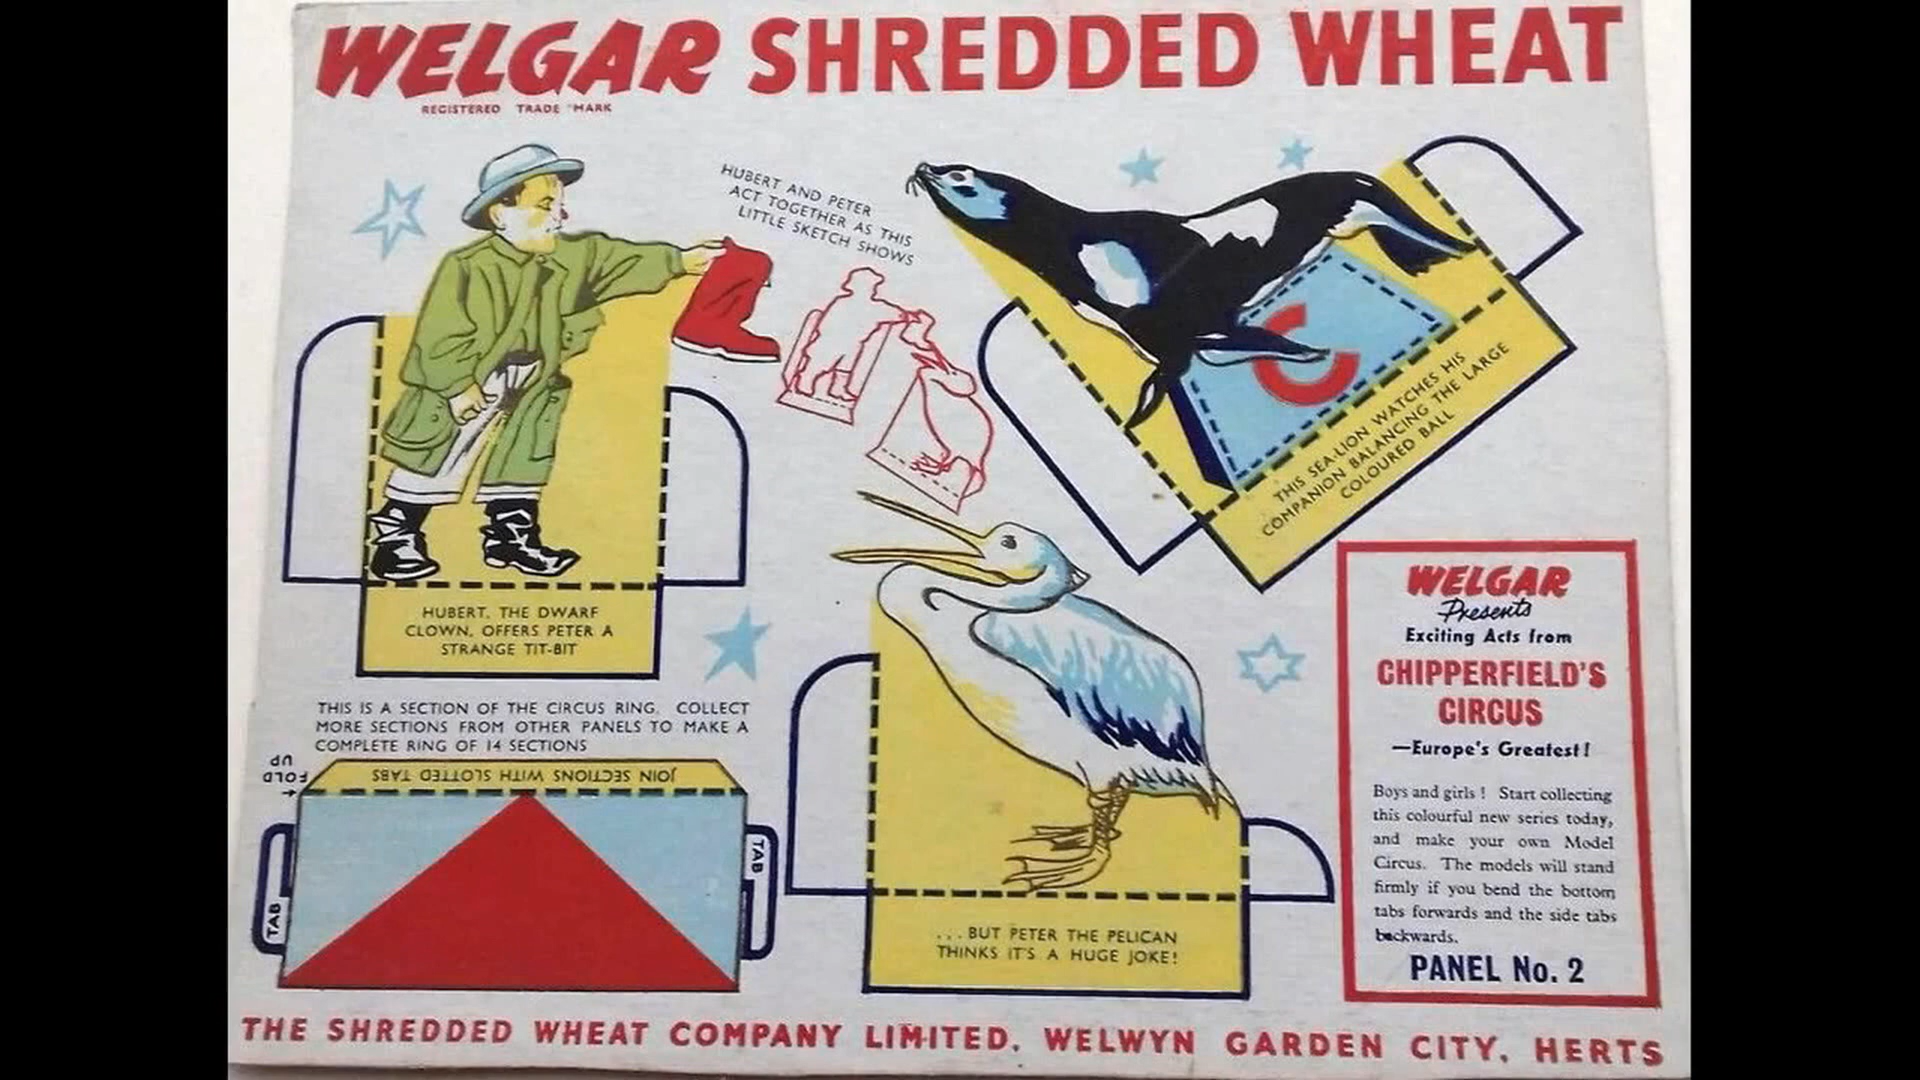 WELGAR SHREDDED WHEAT
REGISTERED TRADE MARK
HUBERT AND PETER
ACT TOGETHER AS THIS
LITTLE SKETCH SHOWS
THIS SEA-LION WATCHES HIS
COMPANION BALANCING THE LARGE
COLOURED BALL
HUBERT, THE DWARF
CLOWN, OFFERS PETER A
STRANGE TIT-BIT
THIS IS A SECTION OF THE CIRCUS RING. COLLECT
MORE SECTIONS FROM OTHER PANELS TO MAKE A
COMPLETE RING OF 14 SECTIONS
FOLD
UP
JOIN SECTIONS WITH SLOTTED TABS
TAB
TAB
...BUT PETER THE PELICAN
THINKS IT'S A HUGE JOKE!
WELGAR
Presents
Exciting Acts from
CHIPPERFIELD'S
CIRCUS
—Europe's Greatest!
Boys and girls! Start collecting
this colourful new series today,
and make your own Model
Circus. The models will stand
firmly if you bend the bottom
tabs forwards and the side tabs
backwards.
PANEL No. 2
THE SHREDDED WHEAT COMPANY LIMITED, WELWYN GARDEN CITY, HERTS